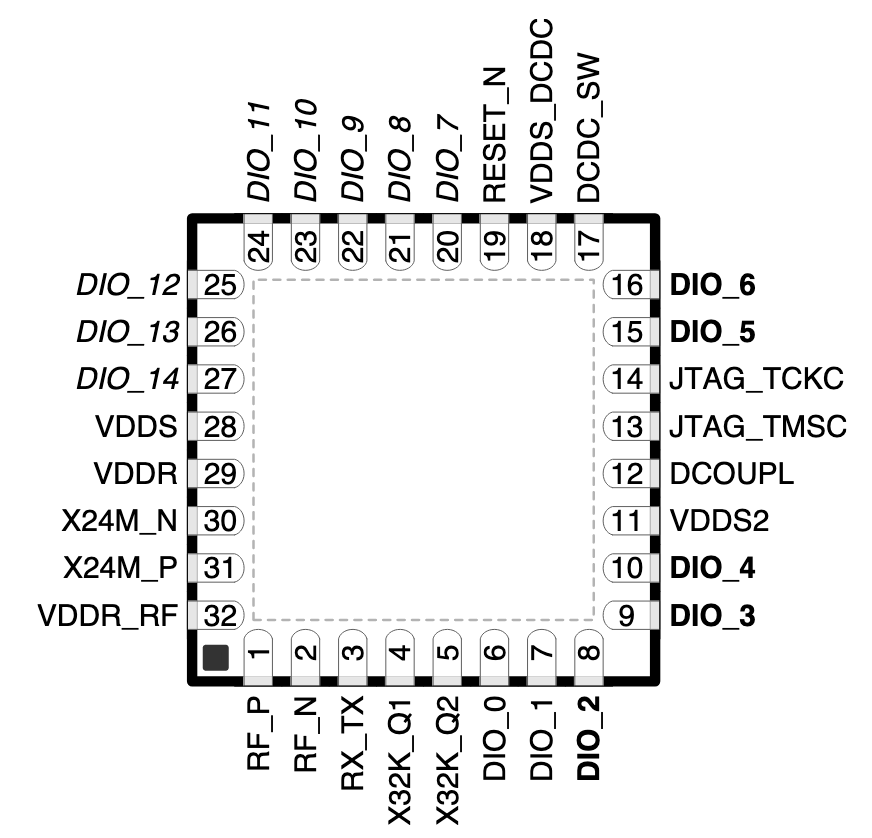 DIO_11
DIO_10
DIO_9
DIO_8
DIO_7
RESET_N
VDDS_DCDC
DCDC_SW
24
23
22
21
20
19
18
17
DIO_12 25
16 DIO_6
DIO_13 26
15 DIO_5
DIO_14 27
14 JTAG_TCKC
VDDS 28
13 JTAG_TMSC
VDDR 29
12 DCOUPL
X24M_N 30
11 VDDS2
X24M_P 31
10 DIO_4
VDDR_RF 32
9 DIO_3
1
2
3
4
5
6
7
8
RF_P
RF_N
RX_TX
X32K_Q1
X32K_Q2
DIO_0
DIO_1
DIO_2